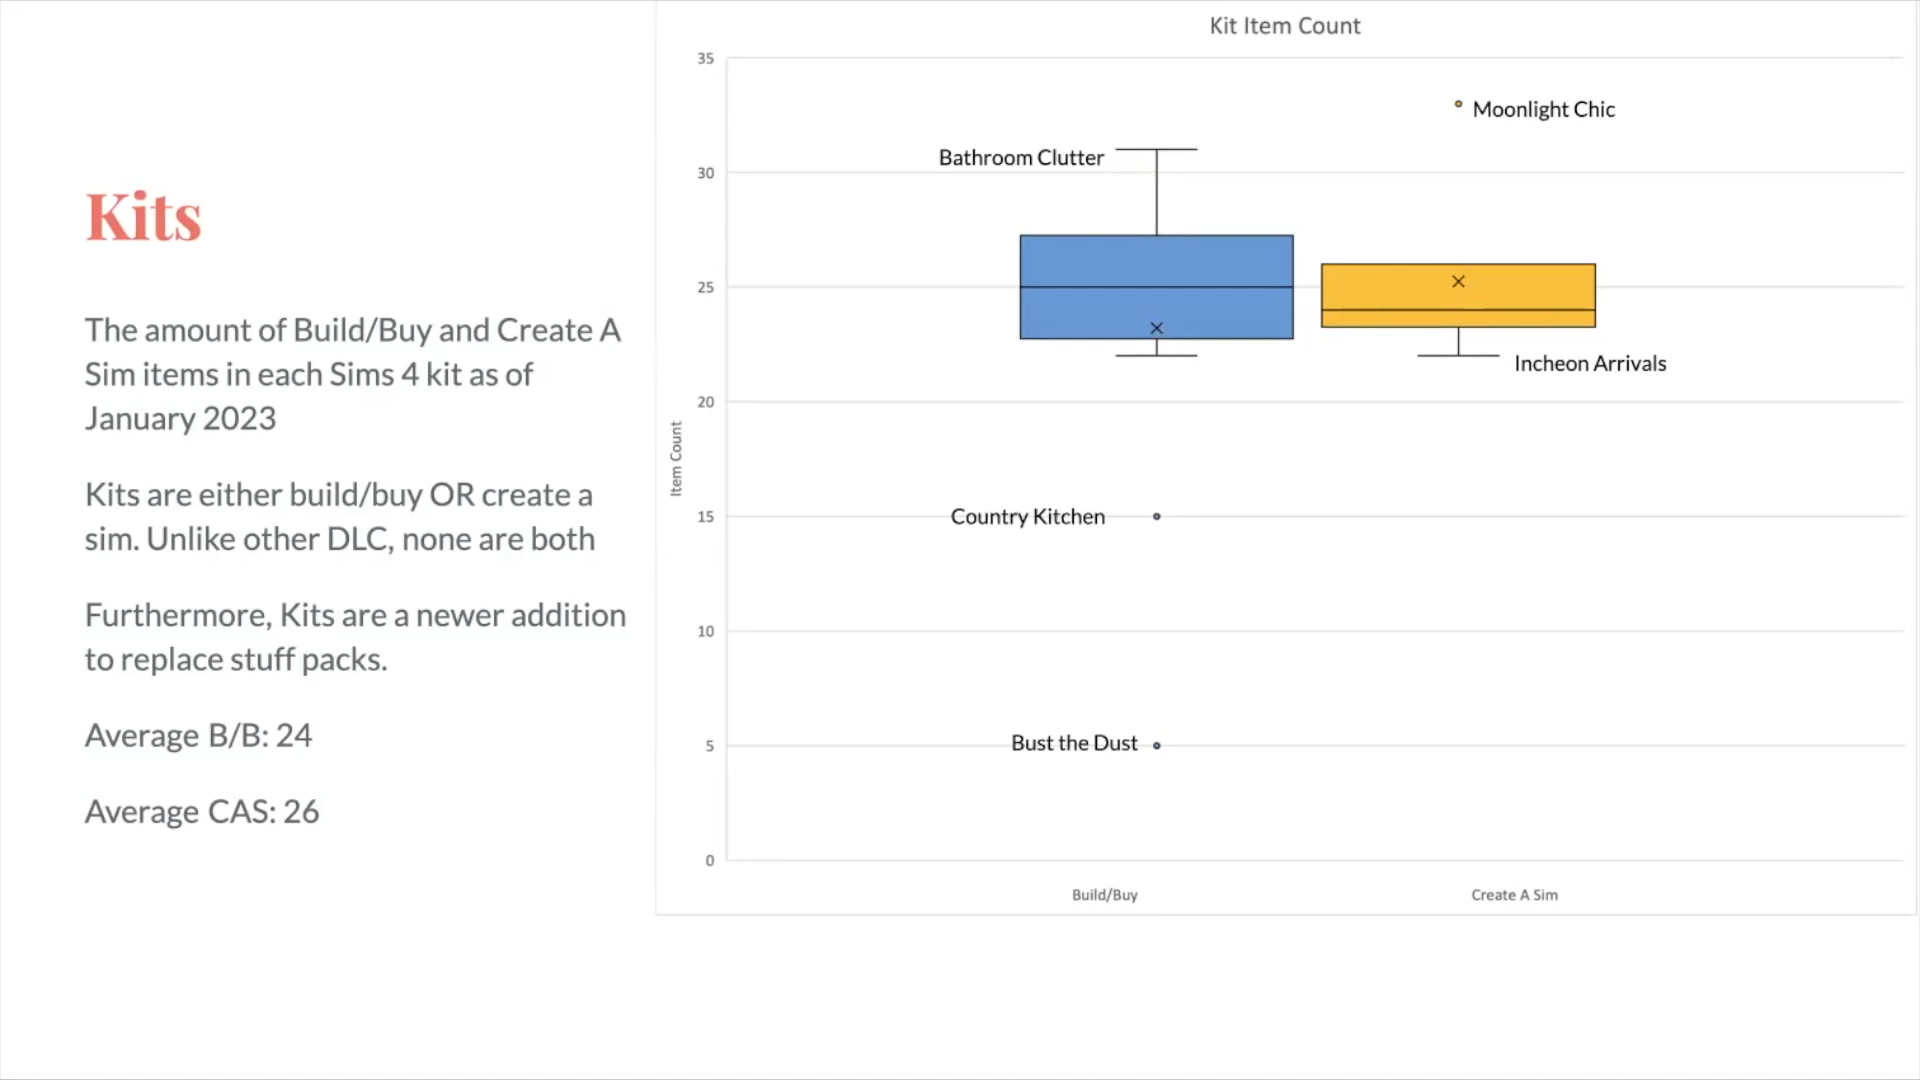 Kits
The amount of Build/Buy and Create A
Sim items in each Sims 4 kit as of
January 2023
Kits are either build/buy OR create a
sim. Unlike other DLC, none are both
Furthermore, Kits are a newer addition
to replace stuff packs.
Average B/B: 24
Average CAS: 26
Kit Item Count
35
Moonlight Chic
Bathroom Clutter
30
25
Incheon Arrivals
20
Item Count
Country Kitchen
15
10
Bust the Dust
5
0
Build/Buy
Create A Sim